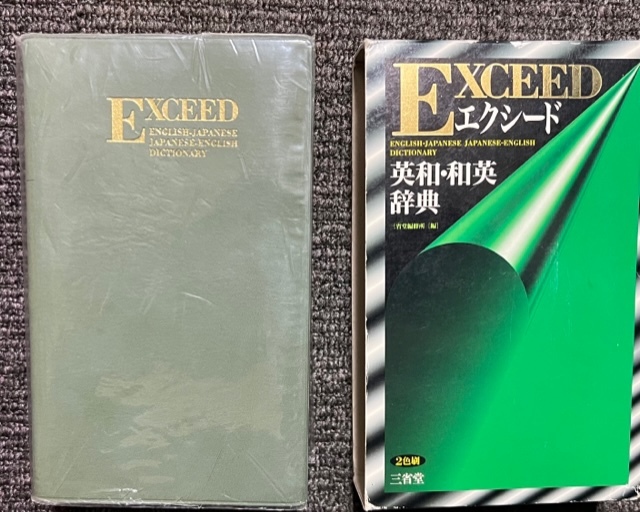 EXCEED
ENGLISH-JAPANESE
JAPANESE-ENGLISH
DICTIONARY
EXCEED
エクシード
ENGLISH-JAPANESE JAPANESE-ENGLISH
DICTIONARY
英和・和英
辞典
三省堂編修所［編］
2色刷
三省堂